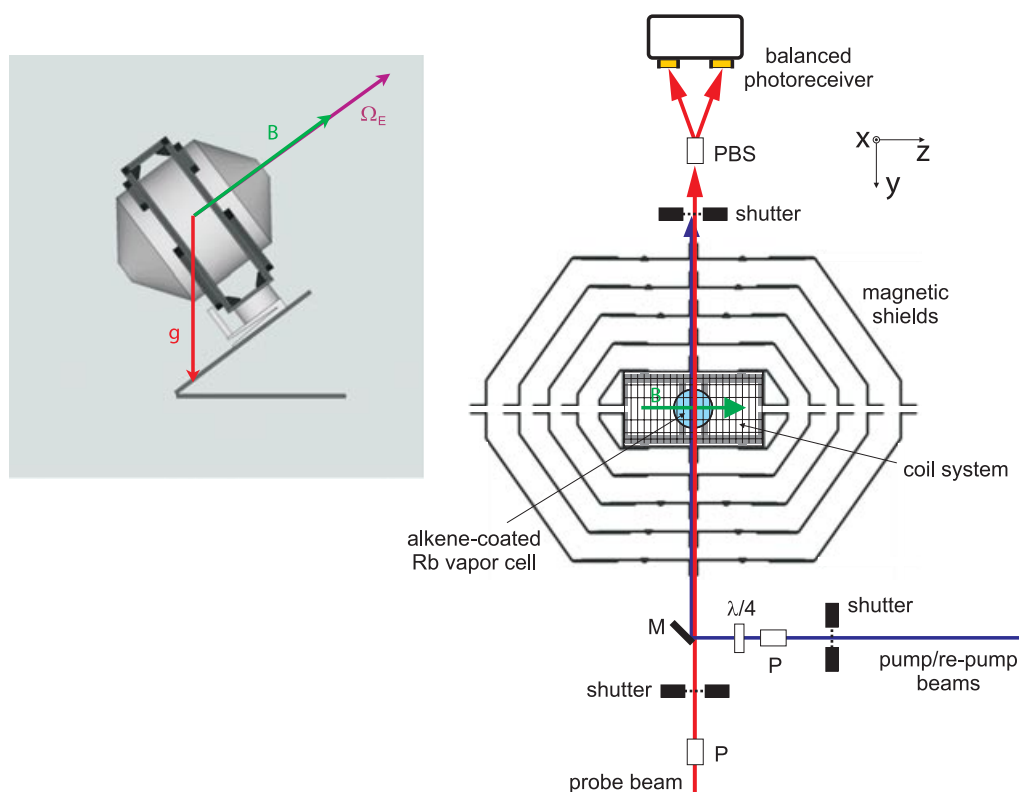 B
Ω_E
g
balanced
photoreceiver
PBS
x
z
y
shutter
magnetic
shields
B
coil system
alkene-coated
Rb vapor cell
λ/4
shutter
M
P
pump/re-pump
beams
shutter
P
probe beam